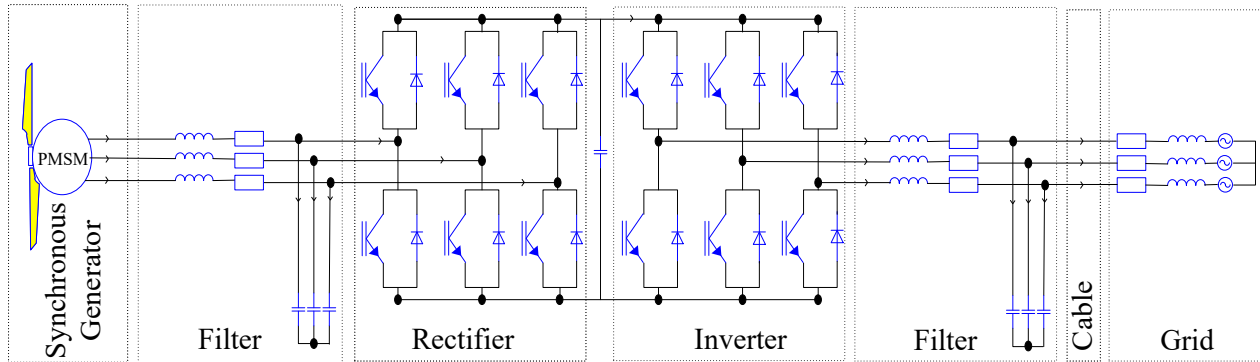 PMSM
Synchronous
Generator
Filter
Rectifier
Inverter
Filter
Cable
Grid